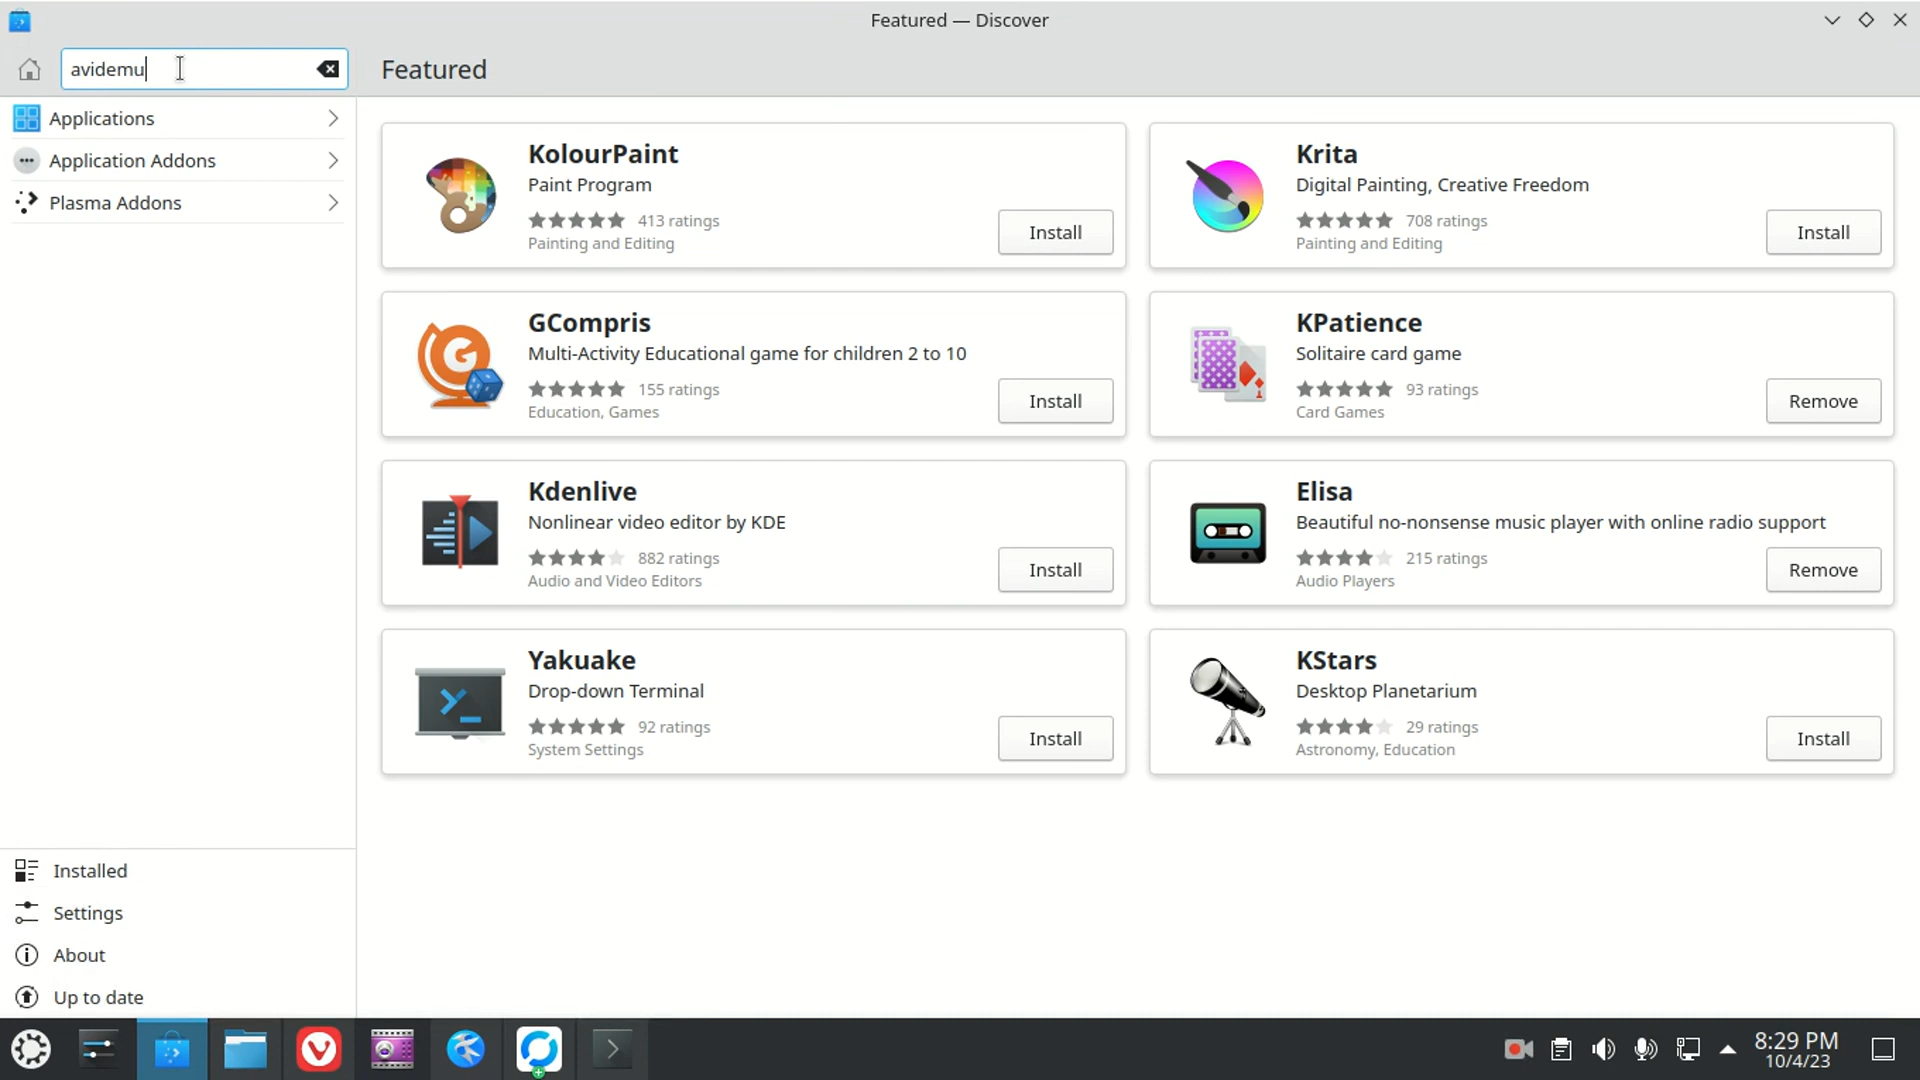 Featured — Discover
avidemu
Featured
Applications
Application Addons
Plasma Addons
KolourPaint
Paint Program
413 ratings
Painting and Editing
Install
Krita
Digital Painting, Creative Freedom
708 ratings
Painting and Editing
Install
GCompris
Multi-Activity Educational game for children 2 to 10
155 ratings
Education, Games
Install
KPatience
Solitaire card game
93 ratings
Card Games
Remove
Kdenlive
Nonlinear video editor by KDE
882 ratings
Audio and Video Editors
Install
Elisa
Beautiful no-nonsense music player with online radio support
215 ratings
Audio Players
Remove
Yakuake
Drop-down Terminal
92 ratings
System Settings
Install
KStars
Desktop Planetarium
29 ratings
Astronomy, Education
Install
Installed
Settings
About
Up to date
8:29 PM
10/4/23